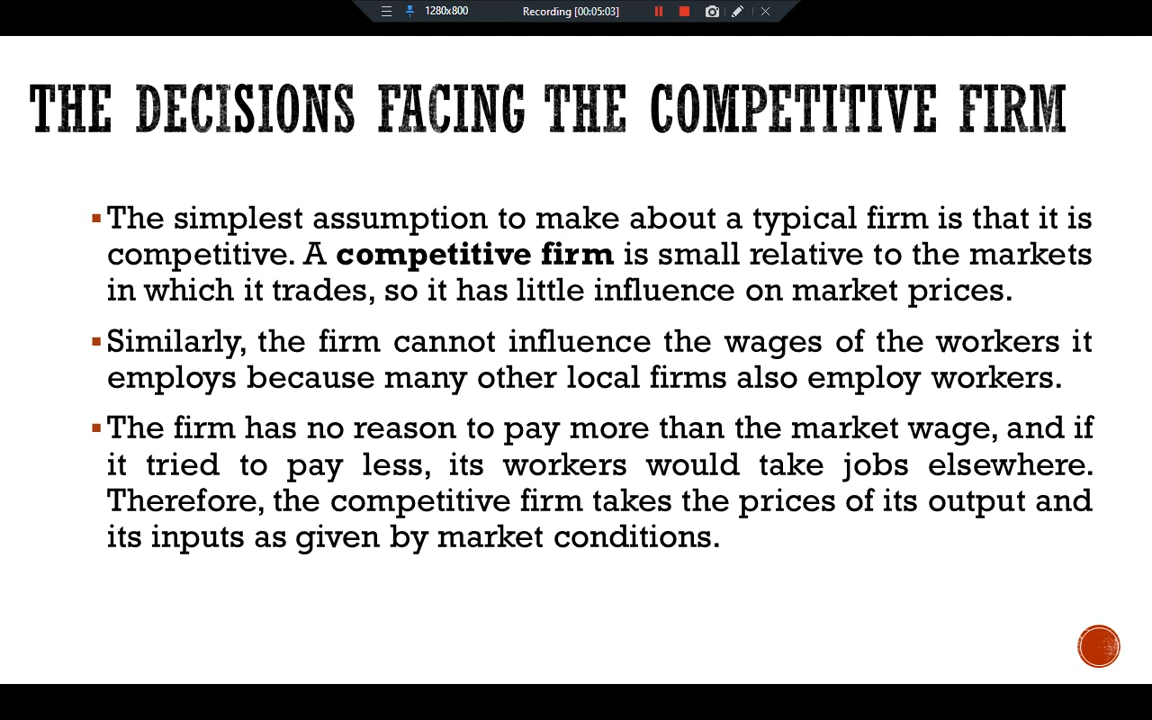 1280x800 Recording [00:05:03]
THE DECISIONS FACING THE COMPETITIVE FIRM
▪The simplest assumption to make about a typical firm is that it is
competitive. A competitive firm is small relative to the markets
in which it trades, so it has little influence on market prices.
▪Similarly, the firm cannot influence the wages of the workers it
employs because many other local firms also employ workers.
▪The firm has no reason to pay more than the market wage, and if
it tried to pay less, its workers would take jobs elsewhere.
Therefore, the competitive firm takes the prices of its output and
its inputs as given by market conditions.